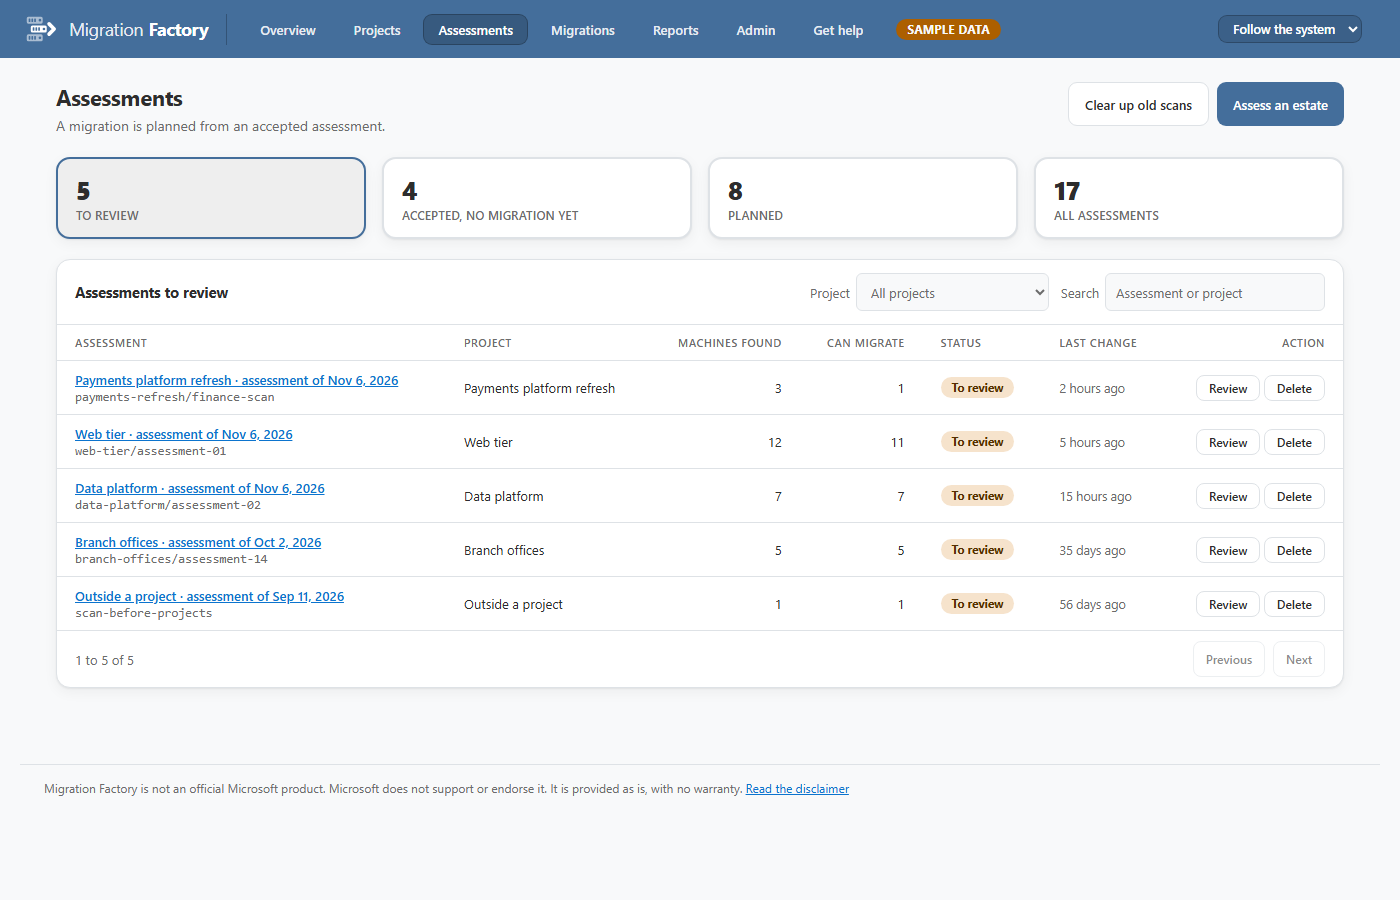 Migration Factory
Overview
Projects
Assessments
Migrations
Reports
Admin
Get help
SAMPLE DATA
Follow the system
Assessments
A migration is planned from an accepted assessment.
Clear up old scans
Assess an estate
5
TO REVIEW
4
ACCEPTED, NO MIGRATION YET
8
PLANNED
17
ALL ASSESSMENTS
Assessments to review
Project
All projects
Search
Assessment or project
ASSESSMENT PROJECT MACHINES FOUND CAN MIGRATE STATUS LAST CHANGE ACTION
Payments platform refresh · assessment of Nov 6, 2026
payments-refresh/finance-scan
Payments platform refresh 3 1 To review 2 hours ago Review Delete
Web tier · assessment of Nov 6, 2026
web-tier/assessment-01
Web tier 12 11 To review 5 hours ago Review Delete
Data platform · assessment of Nov 6, 2026
data-platform/assessment-02
Data platform 7 7 To review 15 hours ago Review Delete
Branch offices · assessment of Oct 2, 2026
branch-offices/assessment-14
Branch offices 5 5 To review 35 days ago Review Delete
Outside a project · assessment of Sep 11, 2026
scan-before-projects
Outside a project 1 1 To review 56 days ago Review Delete
1 to 5 of 5
Previous
Next
Migration Factory is not an official Microsoft product. Microsoft does not support or endorse it. It is provided as is, with no warranty. Read the disclaimer